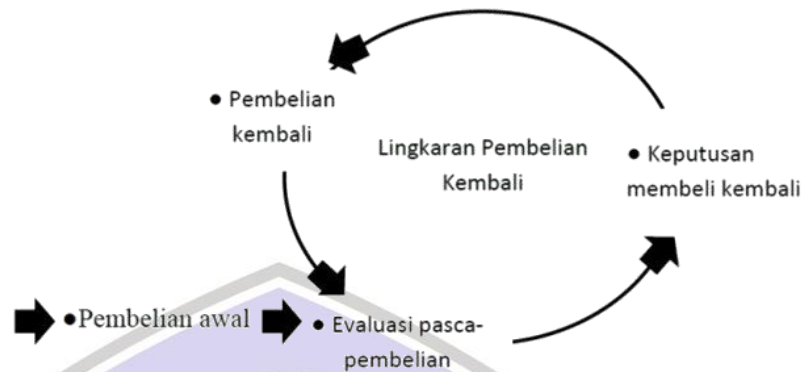 • Pembelian
kembali
Lingkaran Pembelian
Kembali
• Keputusan
membeli kembali
•Pembelian awal
• Evaluasi pasca-
pembelian